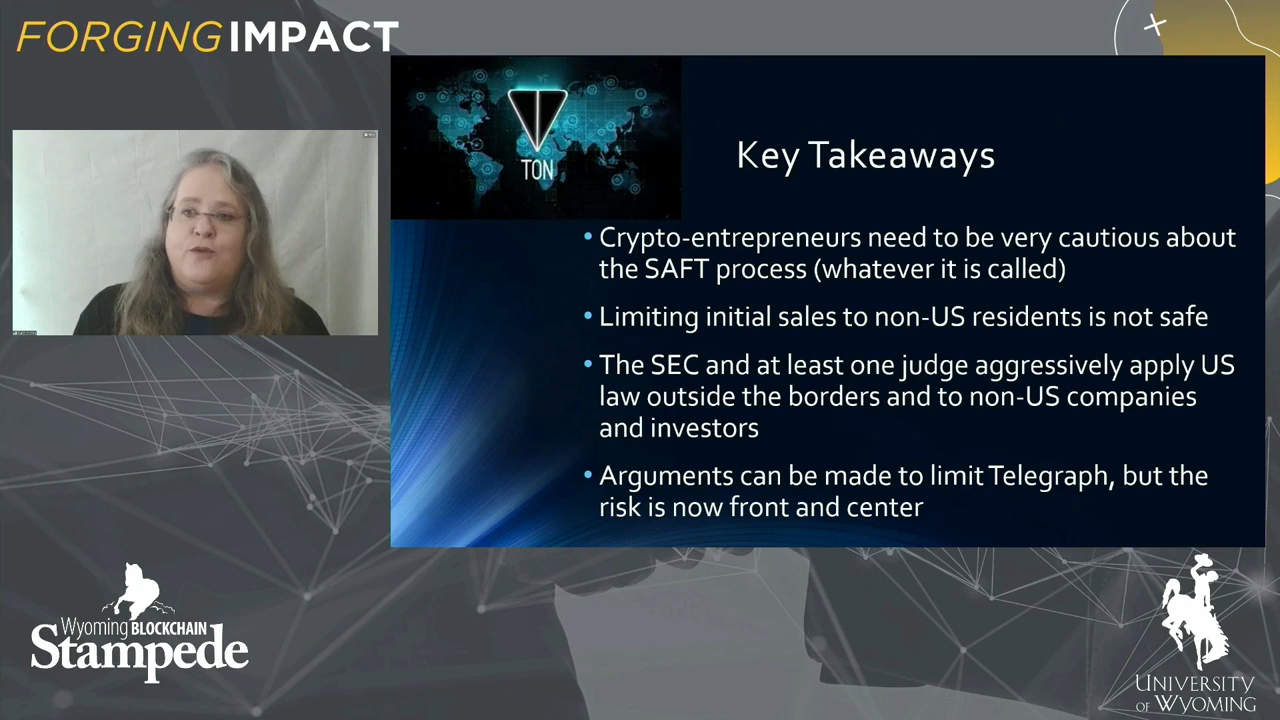 FORGING IMPACT
TON
Key Takeaways
• Crypto-entrepreneurs need to be very cautious about
the SAFT process (whatever it is called)
• Limiting initial sales to non-US residents is not safe
• The SEC and at least one judge aggressively apply US
law outside the borders and to non-US companies
and investors
• Arguments can be made to limit Telegraph, but the
risk is now front and center
Wyoming BLOCKCHAIN
Stampede
UNIVERSITY
OF WYOMING